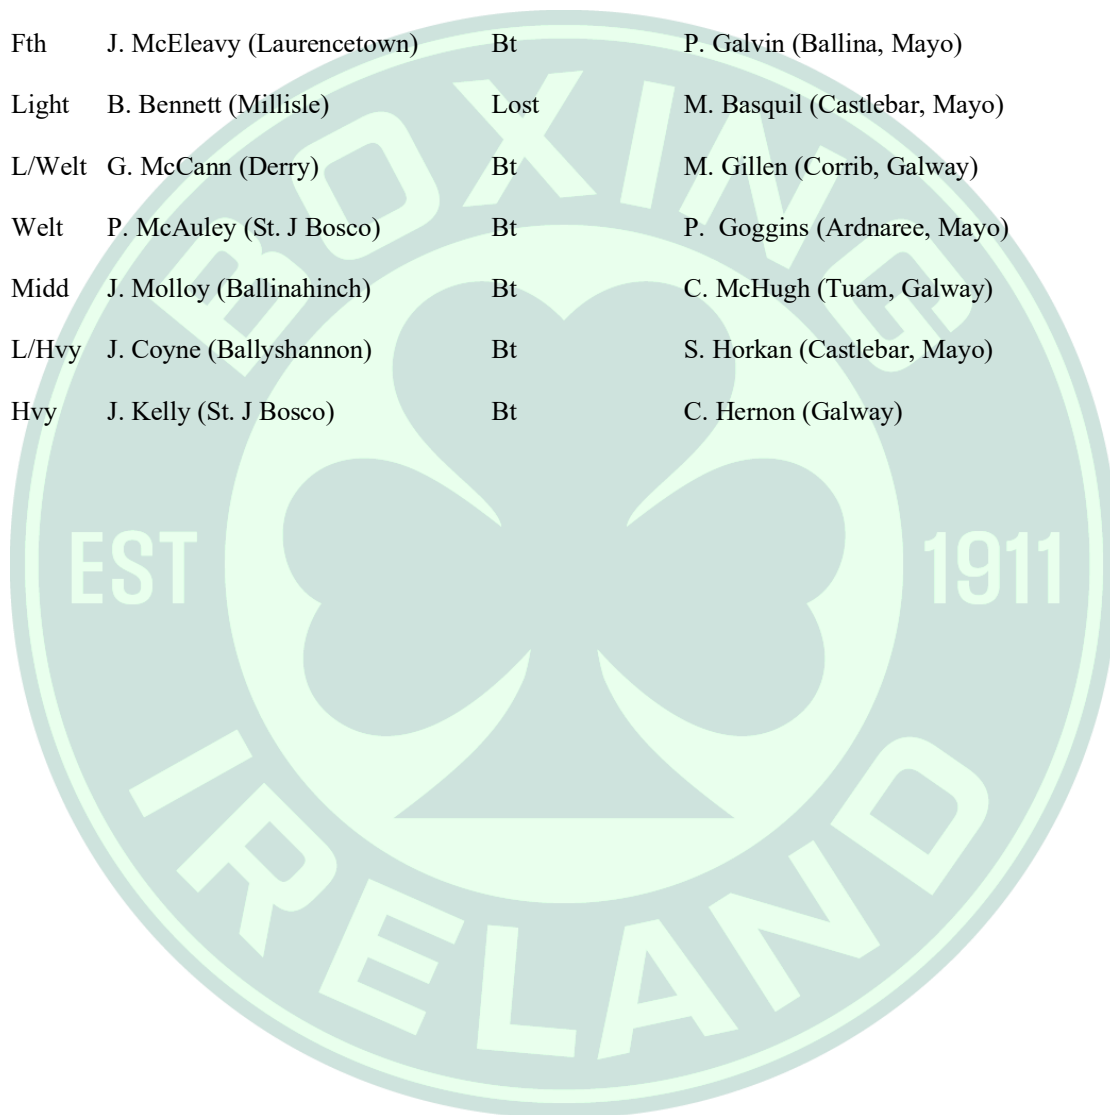 Fth J. McEleavy (Laurencetown) Bt P. Galvin (Ballina, Mayo)
Light B. Bennett (Millisle) Lost M. Basquil (Castlebar, Mayo)
L/Welt G. McCann (Derry) Bt M. Gillen (Corrib, Galway)
Welt P. McAuley (St. J Bosco) Bt P. Goggins (Ardnaree, Mayo)
Midd J. Molloy (Ballinahinch) Bt C. McHugh (Tuam, Galway)
L/Hvy J. Coyne (Ballyshannon) Bt S. Horkan (Castlebar, Mayo)
Hvy J. Kelly (St. J Bosco) Bt C. Hernon (Galway)
BOXING
EST 1911
IRELAND